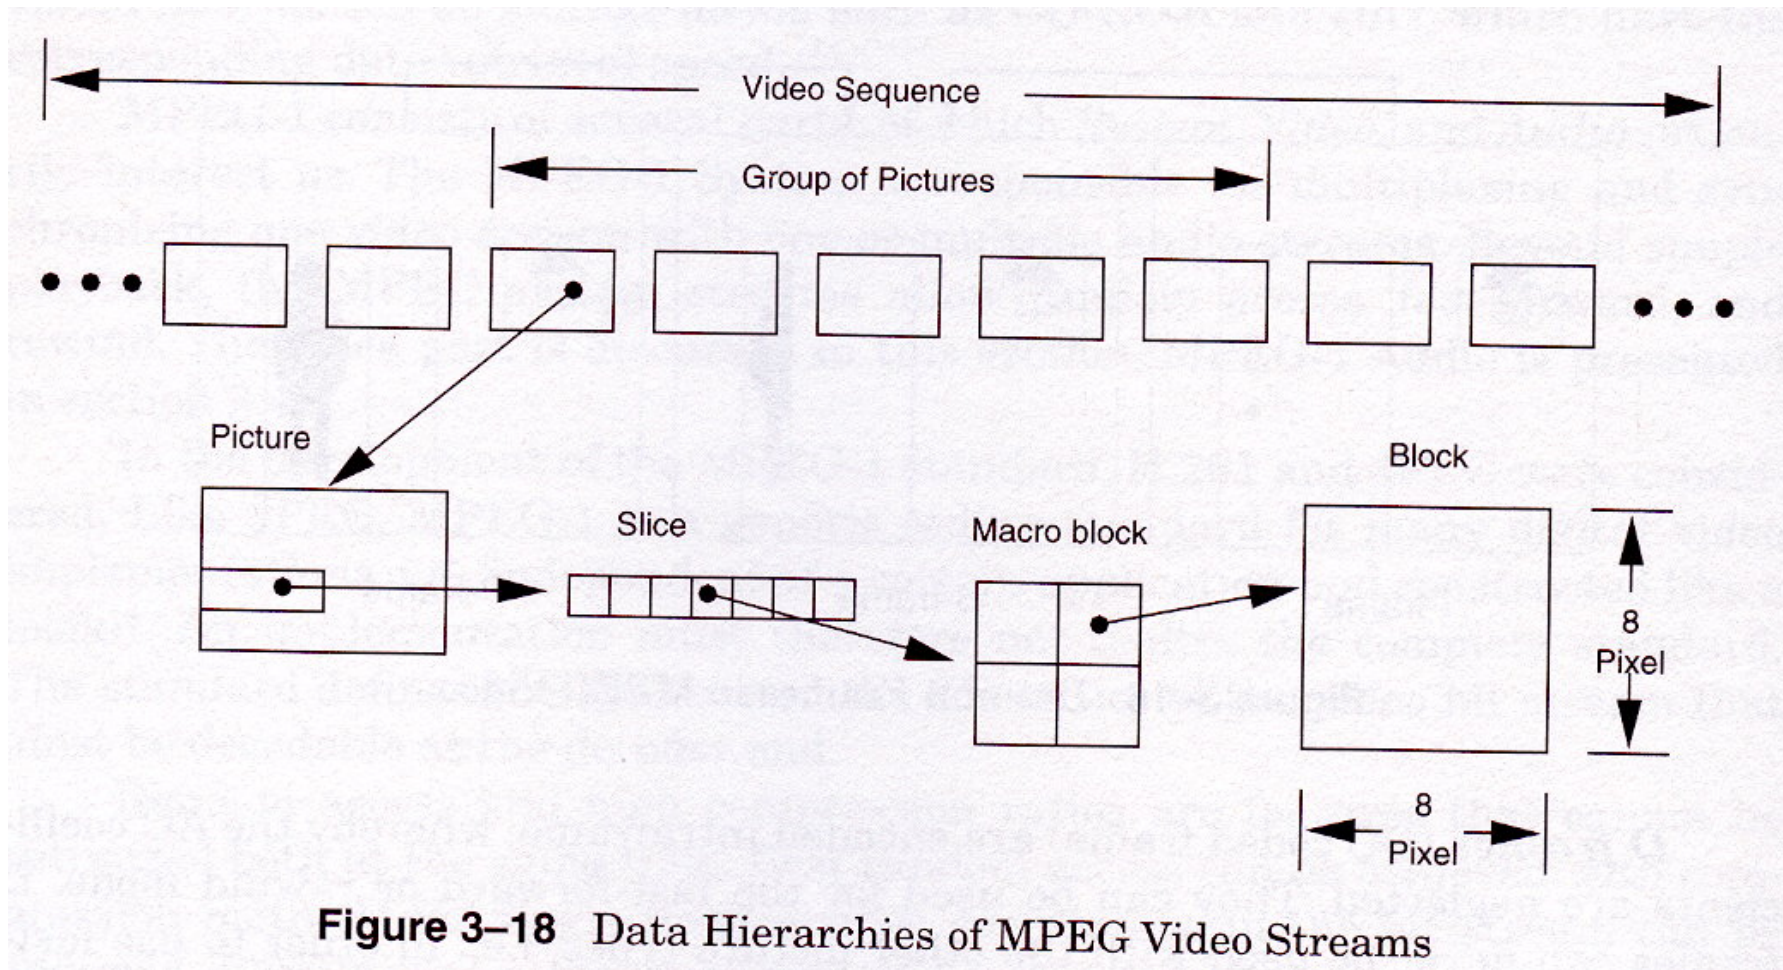 Video Sequence
Group of Pictures
Picture
Block
Slice
Macro block
8
Pixel
8
Pixel
Figure 3–18 Data Hierarchies of MPEG Video Streams